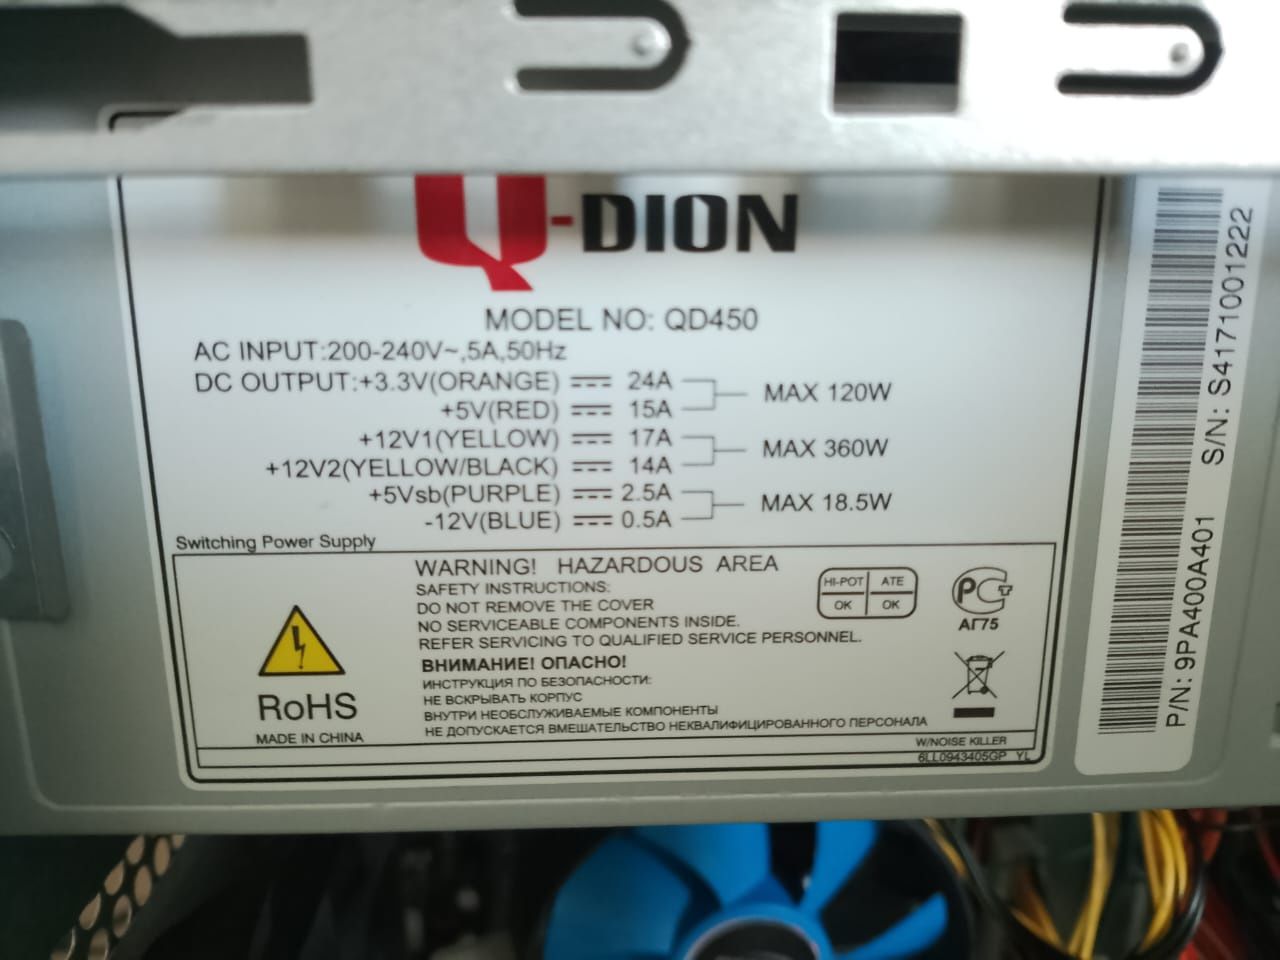 Q-DION
MODEL NO: QD450
AC INPUT:200-240V~,5A,50Hz
DC OUTPUT:+3.3V(ORANGE) 24A
MAX 120W
+5V(RED) 15A
+12V1(YELLOW) 17A
MAX 360W
+12V2(YELLOW/BLACK) 14A
+5Vsb(PURPLE) 2.5A
MAX 18.5W
-12V(BLUE) 0.5A
Switching Power Supply
WARNING! HAZARDOUS AREA
SAFETY INSTRUCTIONS:
DO NOT REMOVE THE COVER
NO SERVICEABLE COMPONENTS INSIDE.
REFER SERVICING TO QUALIFIED SERVICE PERSONNEL.
ВНИМАНИЕ! ОПАСНО!
ИНСТРУКЦИЯ ПО БЕЗОПАСНОСТИ:
НЕ ВСКРЫВАТЬ КОРПУС
ВНУТРИ НЕОБСЛУЖИВАЕМЫЕ КОМПОНЕНТЫ
НЕ ДОПУСКАЕТСЯ ВМЕШАТЕЛЬСТВО НЕКВАЛИФИЦИРОВАННОГО ПЕРСОНАЛА
RoHS
MADE IN CHINA
HI-POT ATE
OK OK
РСТ
АГ75
W/NOISE KILLER
6LL0943405GP YL
P/N: 9PA400A401 S/N: S4171001222